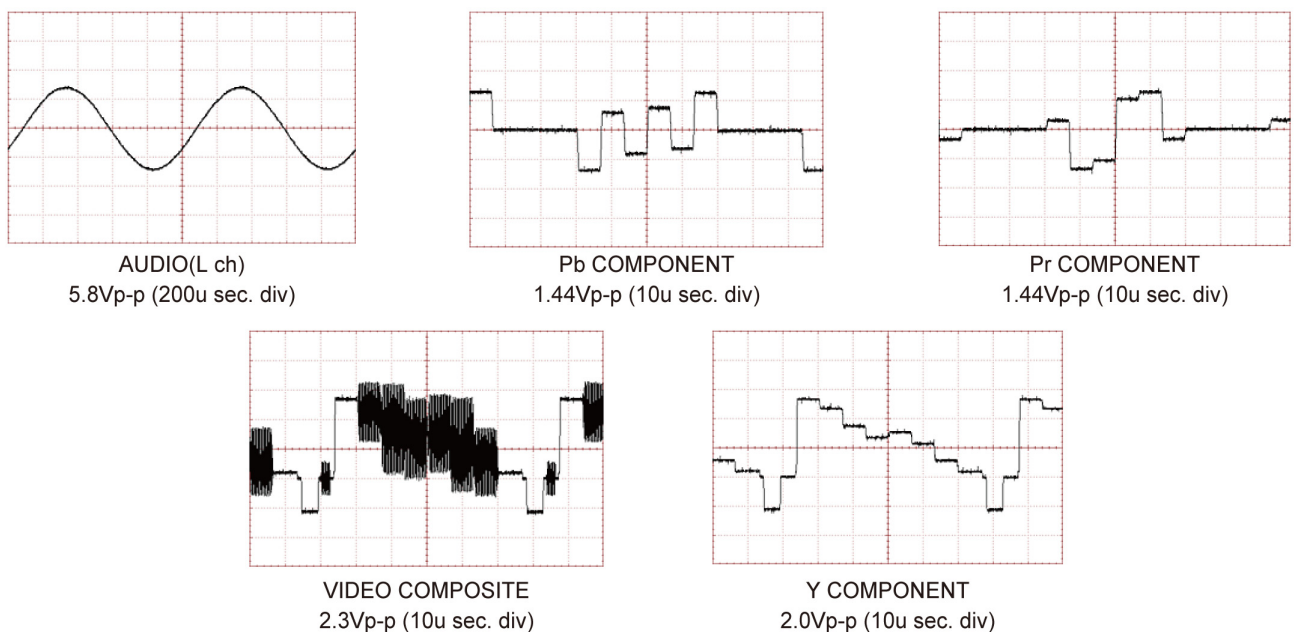 AUDIO(L ch)
5.8Vp-p (200u sec. div)
Pb COMPONENT
1.44Vp-p (10u sec. div)
Pr COMPONENT
1.44Vp-p (10u sec. div)
VIDEO COMPOSITE
2.3Vp-p (10u sec. div)
Y COMPONENT
2.0Vp-p (10u sec. div)